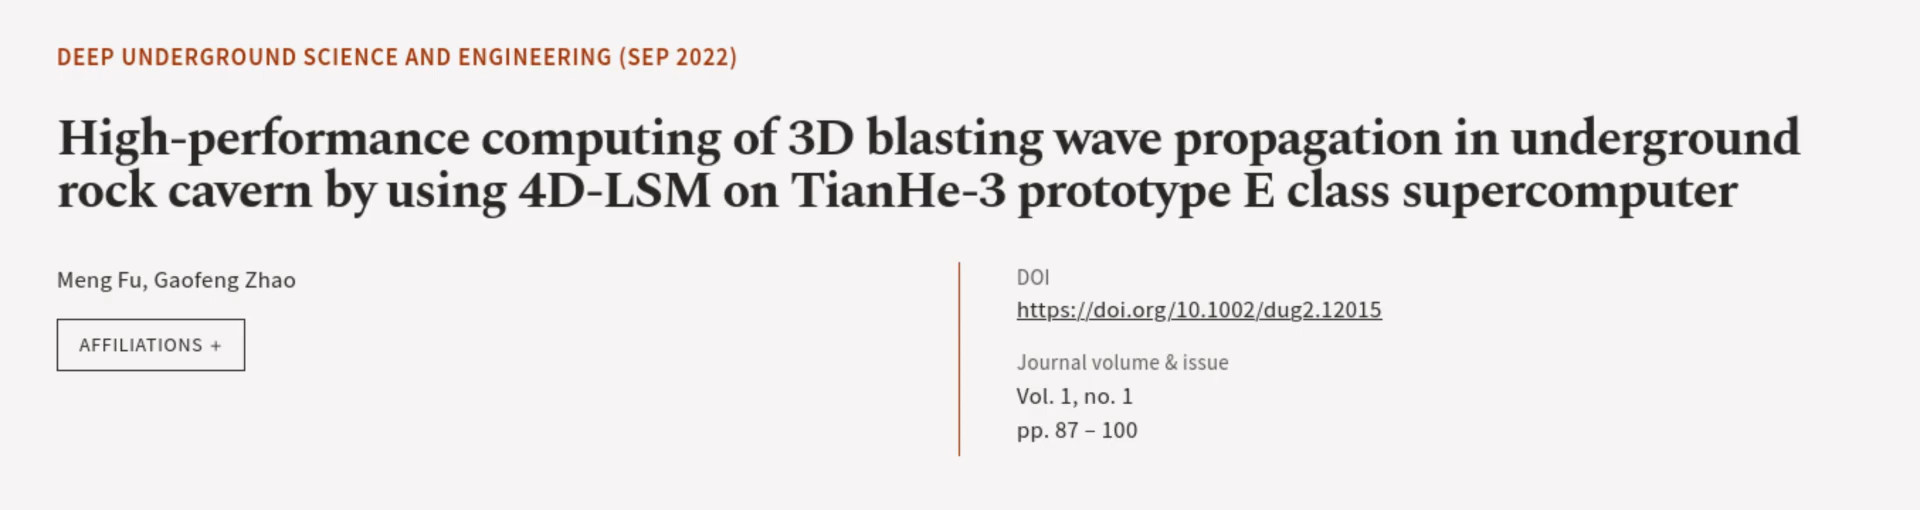 DEEP UNDERGROUND SCIENCE AND ENGINEERING (SEP 2022)
High-performance computing of 3D blasting wave propagation in underground
rock cavern by using 4D‐LSM on TianHe‐3 prototype E class supercomputer
Meng Fu, Gaofeng Zhao
AFFILIATIONS +
DOI
https://doi.org/10.1002/dug2.12015
Journal volume & issue
Vol. 1, no. 1
pp. 87 – 100